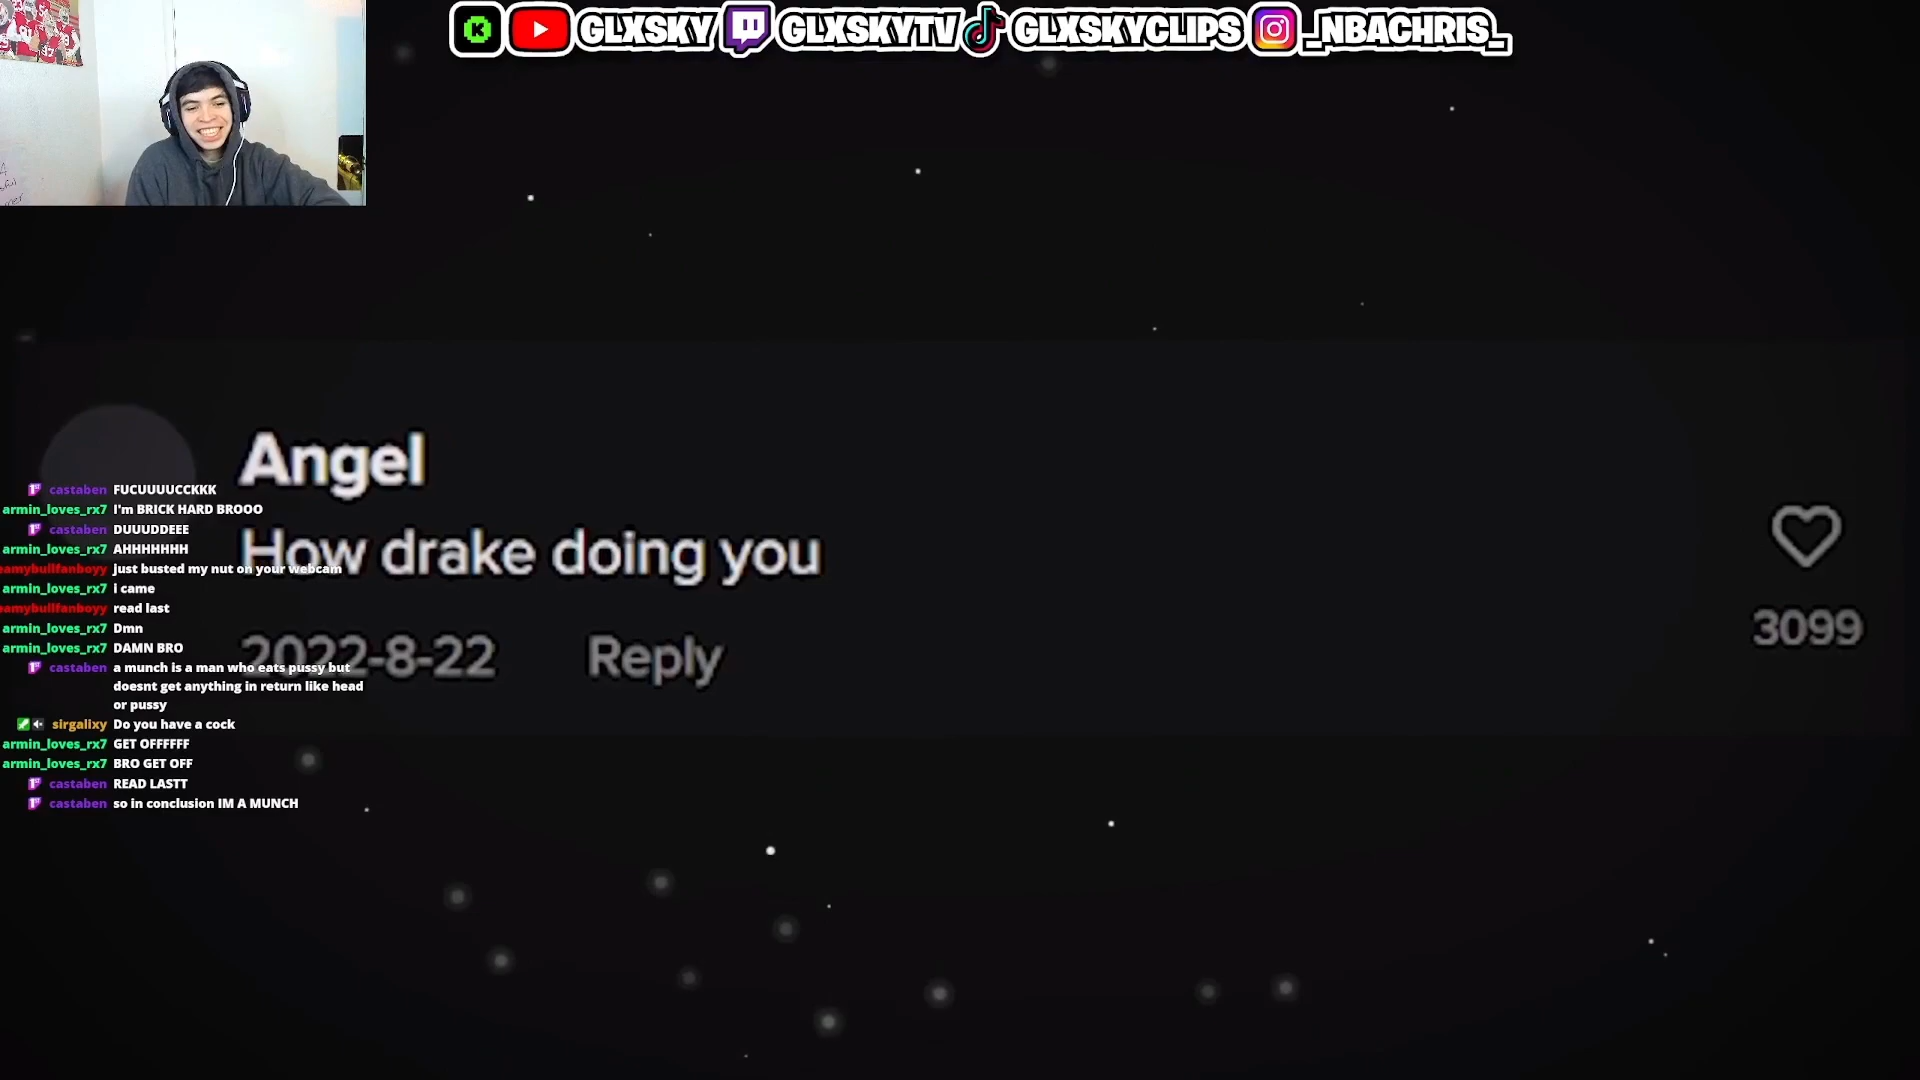 GLXSKY GLXSKYTV GLXSKYCLIPS _NBACHRIS_
Angel
How drake doing you
2022-8-22 Reply
3099
castaben FUCUUUUCCKKK
armin_loves_rx7 I'm BRICK HARD BROOO
castaben DUUUDDEEE
armin_loves_rx7 AHHHHHHH
eamybullfanboyy just busted my nut on your webcam
armin_loves_rx7 i came
eamybullfanboyy read last
armin_loves_rx7 Dmn
armin_loves_rx7 DAMN BRO
castaben a munch is a man who eats pussy but
doesnt get anything in return like head
or pussy
sirgalixy Do you have a cock
armin_loves_rx7 GET OFFFFFF
armin_loves_rx7 BRO GET OFF
castaben READ LASTT
castaben so in conclusion IM A MUNCH